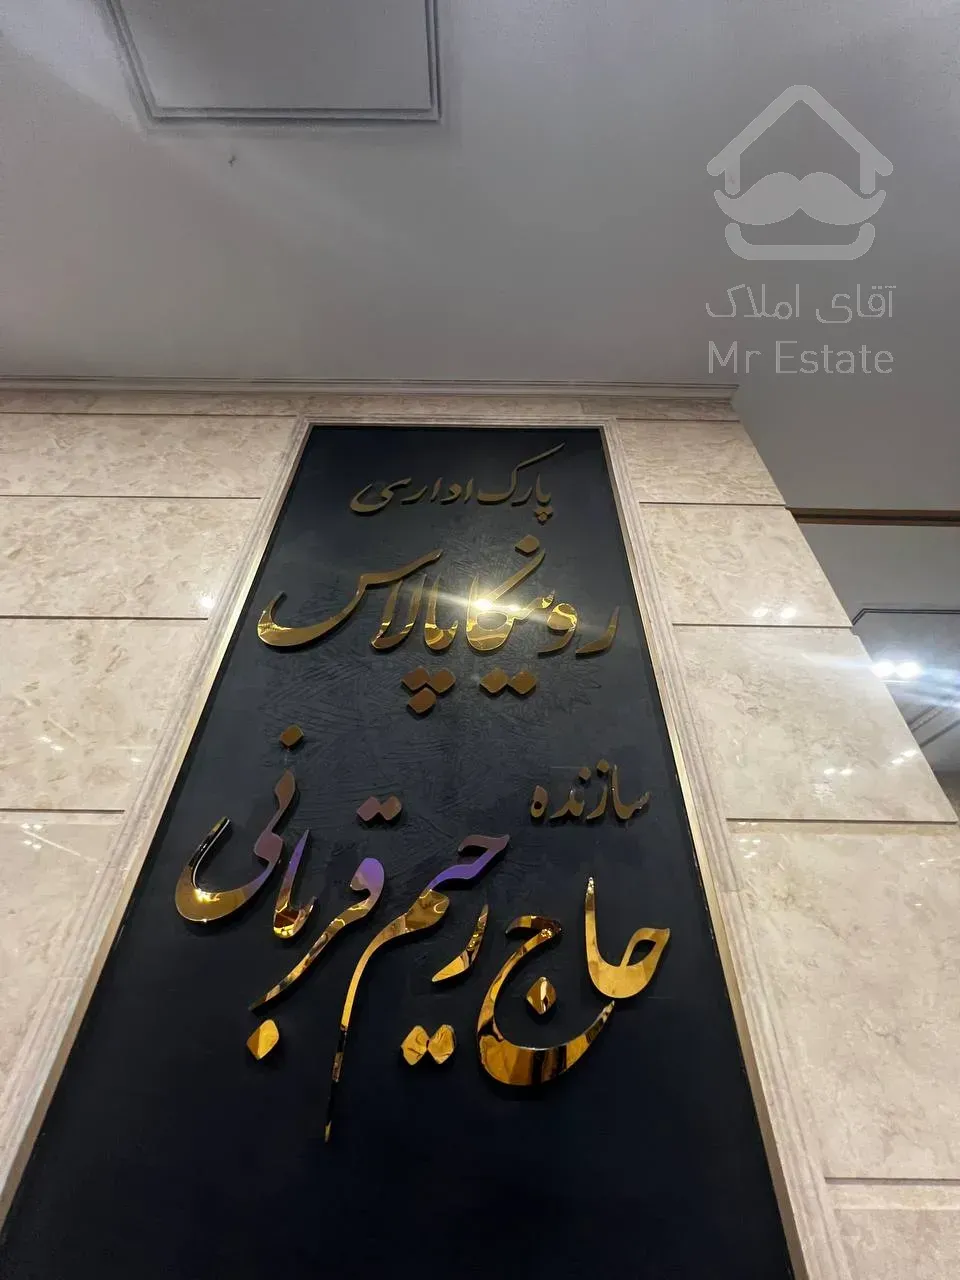 آقای املاک
Mr Estate
پارک اداری
رونیکا پالاس
سازنده
حاج رحیم قربانی